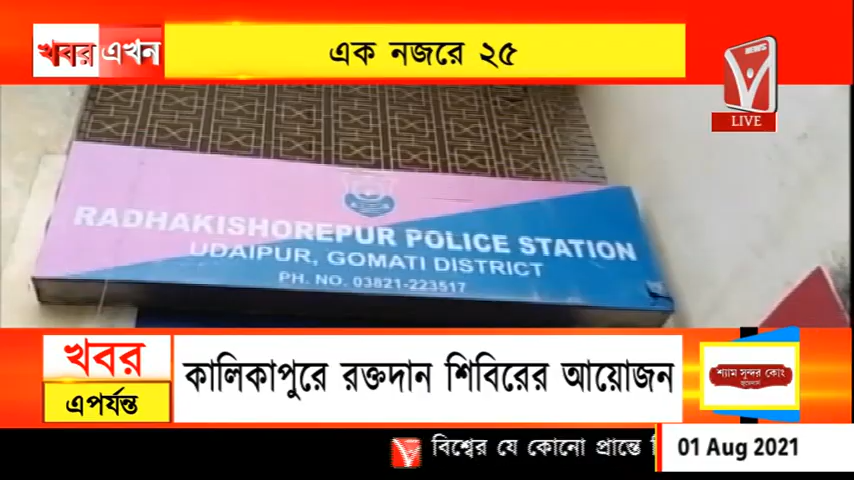 খবর এখন
এক নজরে ২৫
NEWS
LIVE
RADHAKISHOREPUR POLICE STATION
UDAIPUR, GOMATI DISTRICT
PH. NO. 03821-223517
খবর
এপর্যন্ত
কালিকাপুরে রক্তদান শিবিরের আয়োজন
শ্যাম সুন্দর কোং
জুয়েলার্স
বিশ্বের যে কোনো প্রান্তে
01 Aug 2021